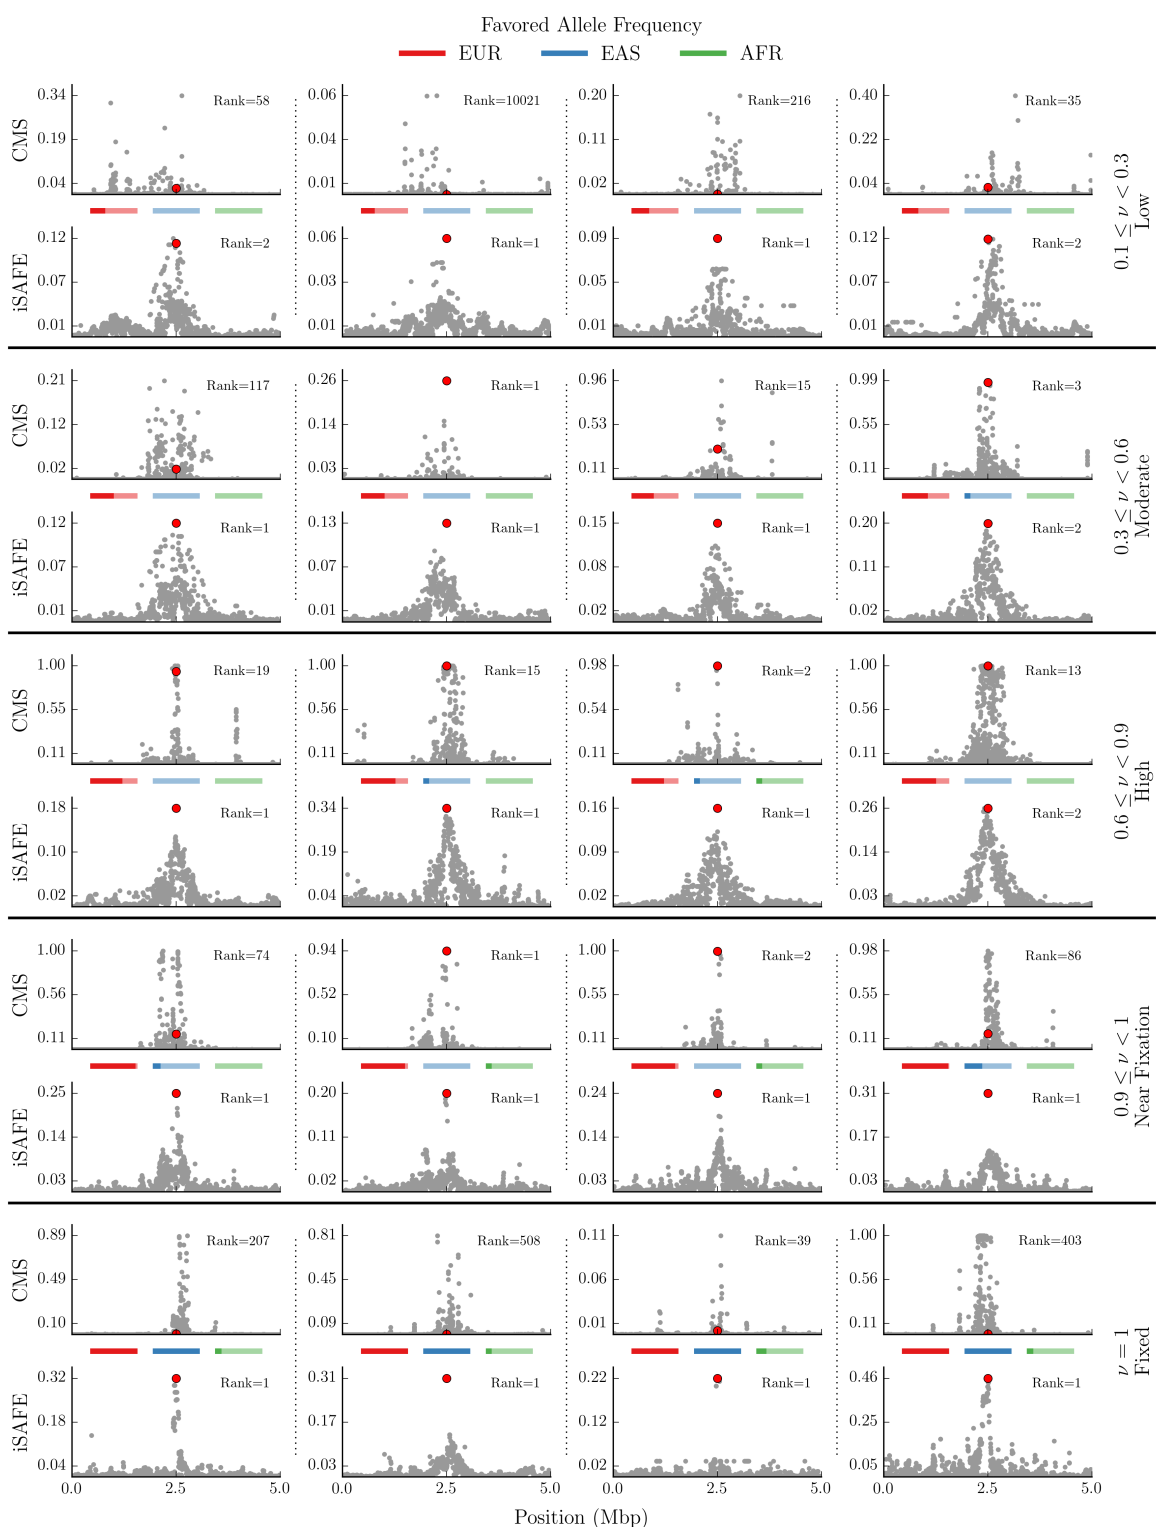 Favored Allele Frequency
EUR EAS AFR
CMS
0.34 0.19 0.04 Rank=58
0.06 0.04 0.01 Rank=10021
0.20 0.11 0.02 Rank=216
0.40 0.22 0.04 Rank=35
iSAFE
0.12 0.07 0.01 Rank=2
0.06 0.03 0.01 Rank=1
0.09 0.05 0.01 Rank=1
0.12 0.07 0.01 Rank=2
0.1 ≤ ν < 0.3
Low
CMS
0.21 0.12 0.02 Rank=117
0.26 0.14 0.03 Rank=1
0.96 0.53 0.11 Rank=15
0.99 0.55 0.11 Rank=3
iSAFE
0.12 0.07 0.01 Rank=1
0.13 0.07 0.01 Rank=1
0.15 0.08 0.02 Rank=1
0.20 0.11 0.02 Rank=2
0.3 ≤ ν < 0.6
Moderate
CMS
1.00 0.55 0.11 Rank=19
1.00 0.56 0.11 Rank=15
0.98 0.54 0.11 Rank=2
1.00 0.56 0.11 Rank=13
iSAFE
0.18 0.10 0.02 Rank=1
0.34 0.19 0.04 Rank=1
0.16 0.09 0.02 Rank=1
0.26 0.14 0.03 Rank=2
0.6 ≤ ν < 0.9
High
CMS
1.00 0.56 0.11 Rank=74
0.94 0.52 0.10 Rank=1
1.00 0.55 0.11 Rank=2
0.98 0.55 0.11 Rank=86
iSAFE
0.25 0.14 0.03 Rank=1
0.20 0.11 0.02 Rank=1
0.24 0.14 0.03 Rank=1
0.31 0.17 0.03 Rank=1
0.9 ≤ ν < 1
Near Fixation
CMS
0.89 0.49 0.10 Rank=207
0.81 0.45 0.09 Rank=508
0.11 0.06 0.01 Rank=39
1.00 0.56 0.11 Rank=403
iSAFE
0.32 0.18 0.04 Rank=1
0.31 0.17 0.03 Rank=1
0.22 0.12 0.02 Rank=1
0.46 0.25 0.05 Rank=1
ν = 1
Fixed
0.0 2.5 5.0 0.0 2.5 5.0 0.0 2.5 5.0 0.0 2.5 5.0
Position (Mbp)